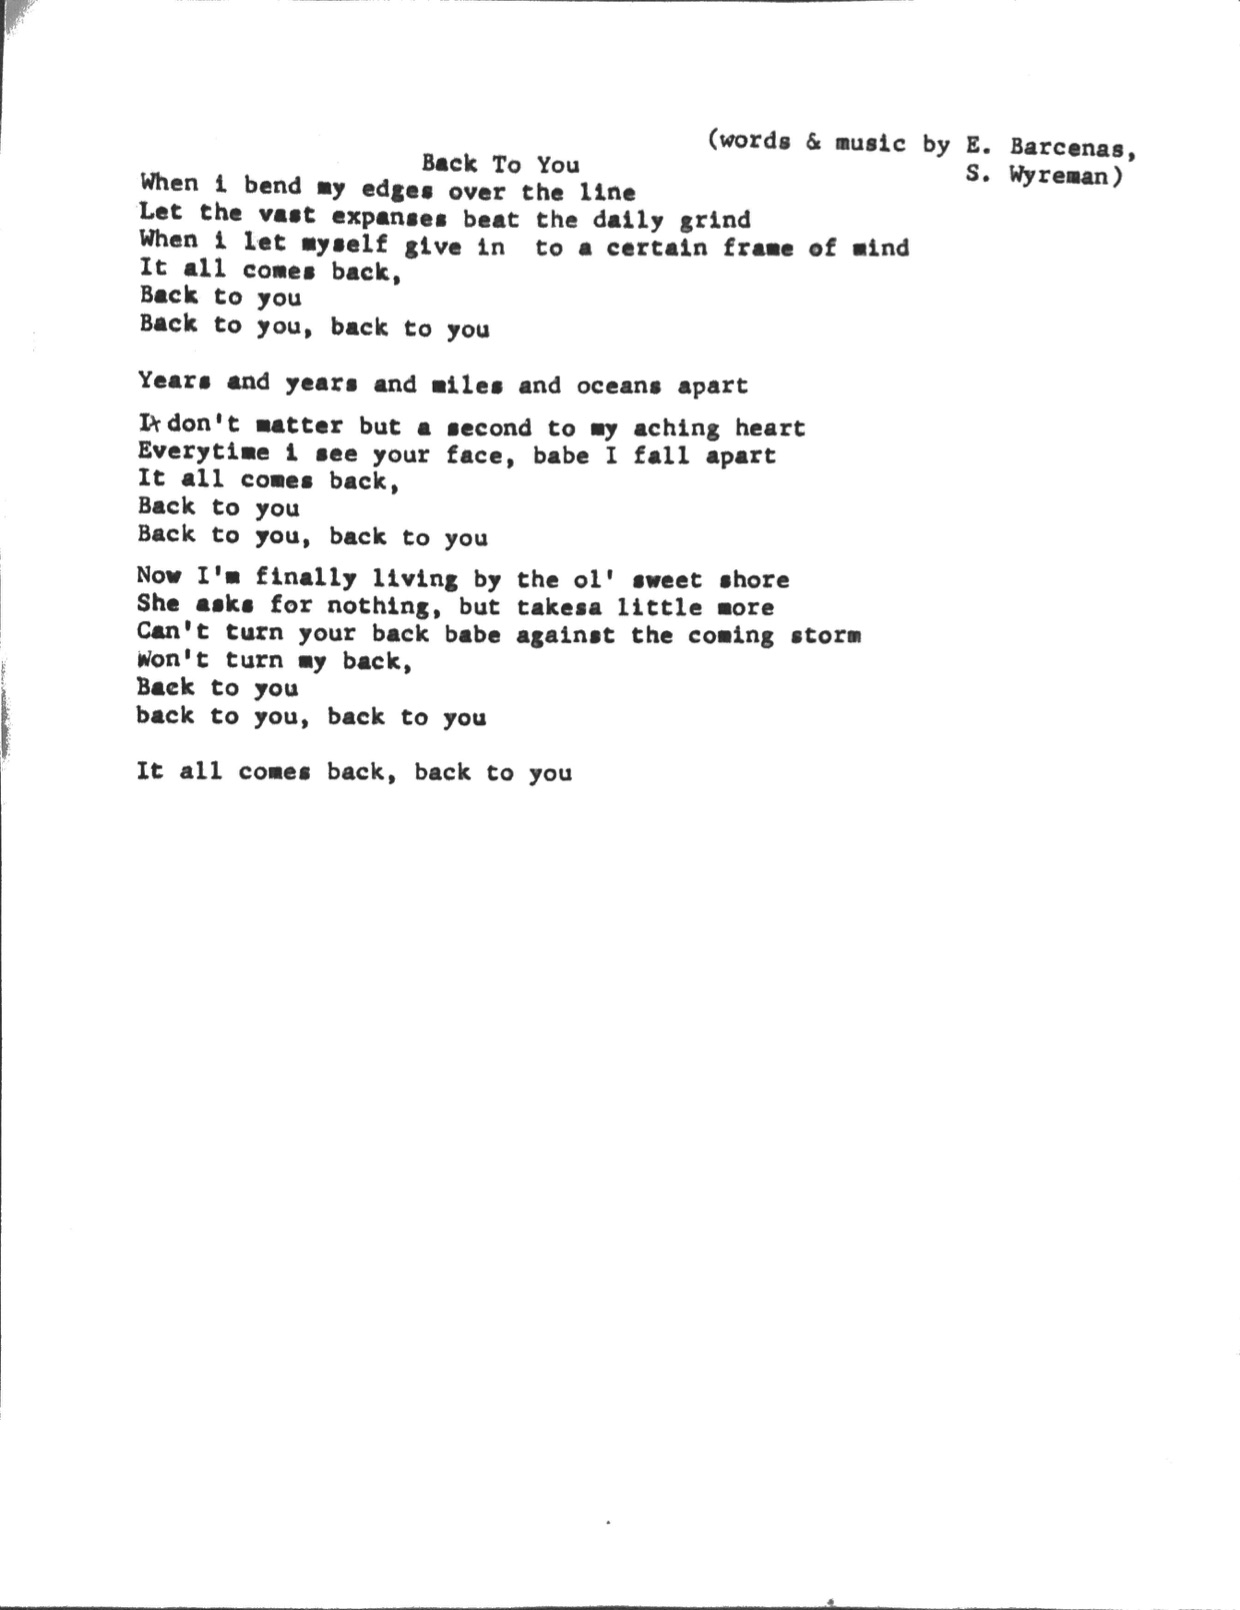 (words & music by E. Barcenas,
S. Wyreman)
Back To You
When i bend my edges over the line
Let the vast expanses beat the daily grind
When i let myself give in  to a certain frame of mind
It all comes back,
Back to you
Back to you, back to you
Years and years and miles and oceans apart
It don't matter but a second to my aching heart
Everytime i see your face, babe I fall apart
It all comes back,
Back to you
Back to you, back to you
Now I'm finally living by the ol' sweet shore
She asks for nothing, but takesa little more
Can't turn your back babe against the coming storm
Won't turn my back,
Back to you
back to you, back to you
It all comes back, back to you